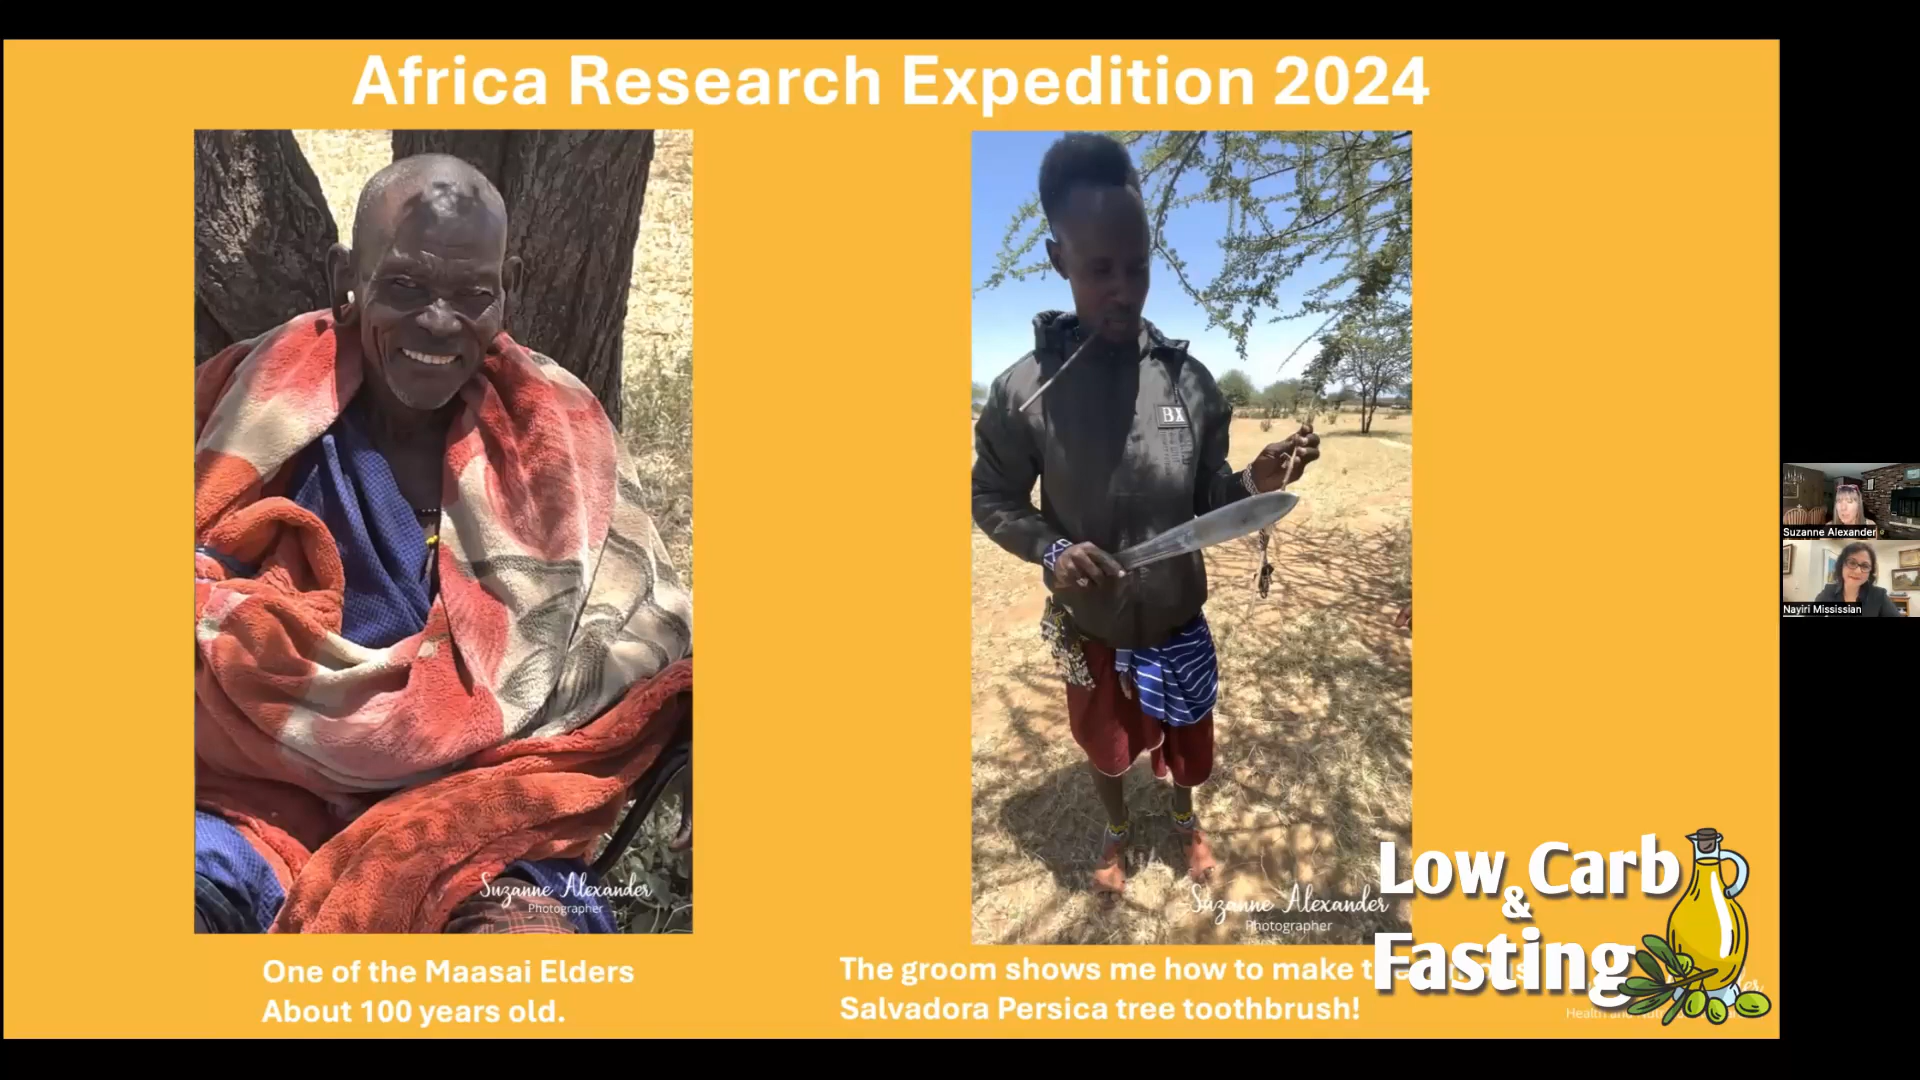 Africa Research Expedition 2024
BX
Suzanne Alexander
Photographer
Suzanne Alexander
Photographer
One of the Maasai Elders
About 100 years old.
The groom shows me how to make
Salvadora Persica tree toothbrush!
Low Carb
&
Fasting
Health and
Suzanne Alexander
Nayiri Mississian